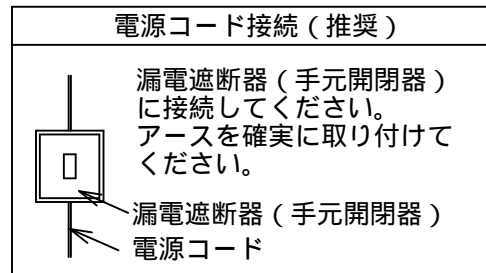 電源コード接続（推奨）
漏電遮断器（手元開閉器）
に接続してください。
アースを確実に取り付けて
ください。
漏電遮断器（手元開閉器）
電源コード